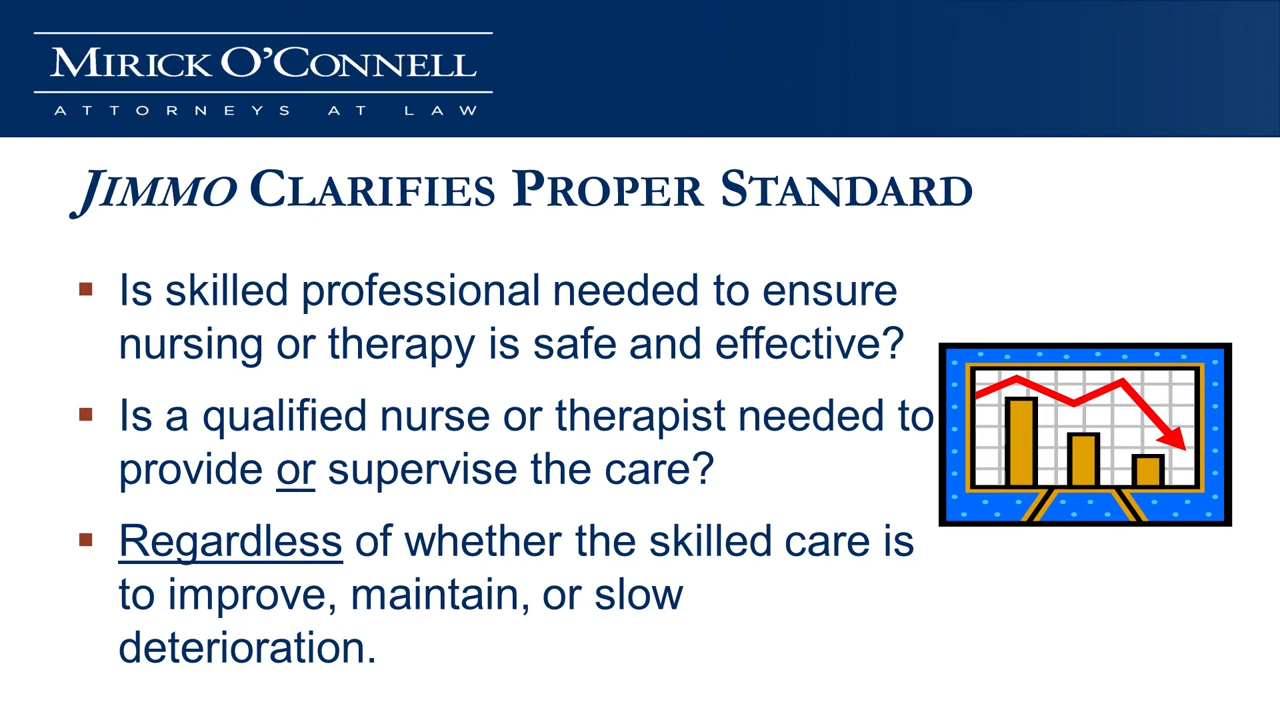 MIRICK O'CONNELL
ATTORNEYS AT LAW
JIMMO CLARIFIES PROPER STANDARD
▪ Is skilled professional needed to ensure
nursing or therapy is safe and effective?
▪ Is a qualified nurse or therapist needed to
provide or supervise the care?
▪ Regardless of whether the skilled care is
to improve, maintain, or slow
deterioration.